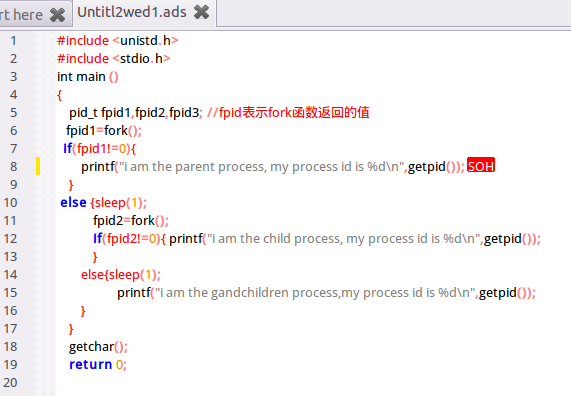 rt here Untitl2wed1.ads
1 #include <unistd.h>
2 #include <stdio.h>
3 int main ()
4 {
5 pid_t fpid1,fpid2,fpid3; //fpid表示fork函数返回的值
6 fpid1=fork();
7 If(fpid1!=0){
8 printf("i am the parent process, my process id is %d\n",getpid()); SOH
9 }
10 else {sleep(1);
11 fpid2=fork();
12 If(fpid2!=0){ printf("i am the child process, my process id is %d\n",getpid());
13 }
14 else{sleep(1);
15 printf("i am the gandchildren process,my process id is %d\n",getpid());
16 }
17 }
18 getchar();
19 return 0;
20